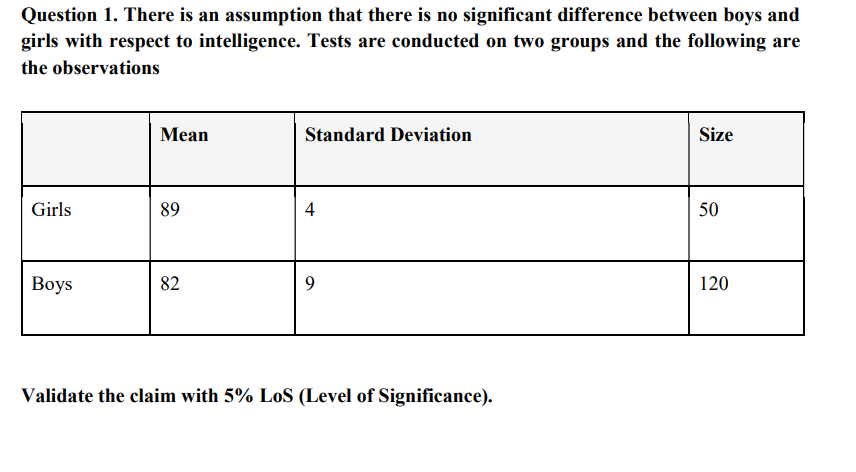 Question 1. There is an assumption that there is no significant difference between boys and
girls with respect to intelligence. Tests are conducted on two groups and the following are
the observations
Mean Standard Deviation Size
Girls 89 4 50
Boys 82 9 120
Validate the claim with 5% LoS (Level of Significance).